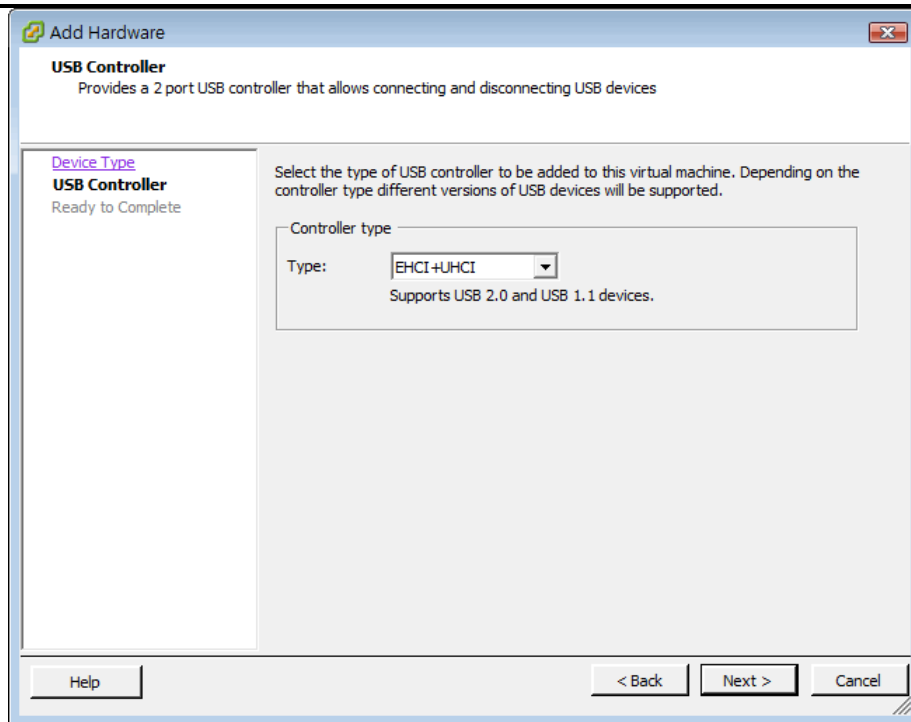 Add Hardware
USB Controller
Provides a 2 port USB controller that allows connecting and disconnecting USB devices
Device Type
USB Controller
Ready to Complete
Select the type of USB controller to be added to this virtual machine. Depending on the
controller type different versions of USB devices will be supported.
Controller type
Type: EHCI+UHCI
Supports USB 2.0 and USB 1.1 devices.
Help < Back Next > Cancel